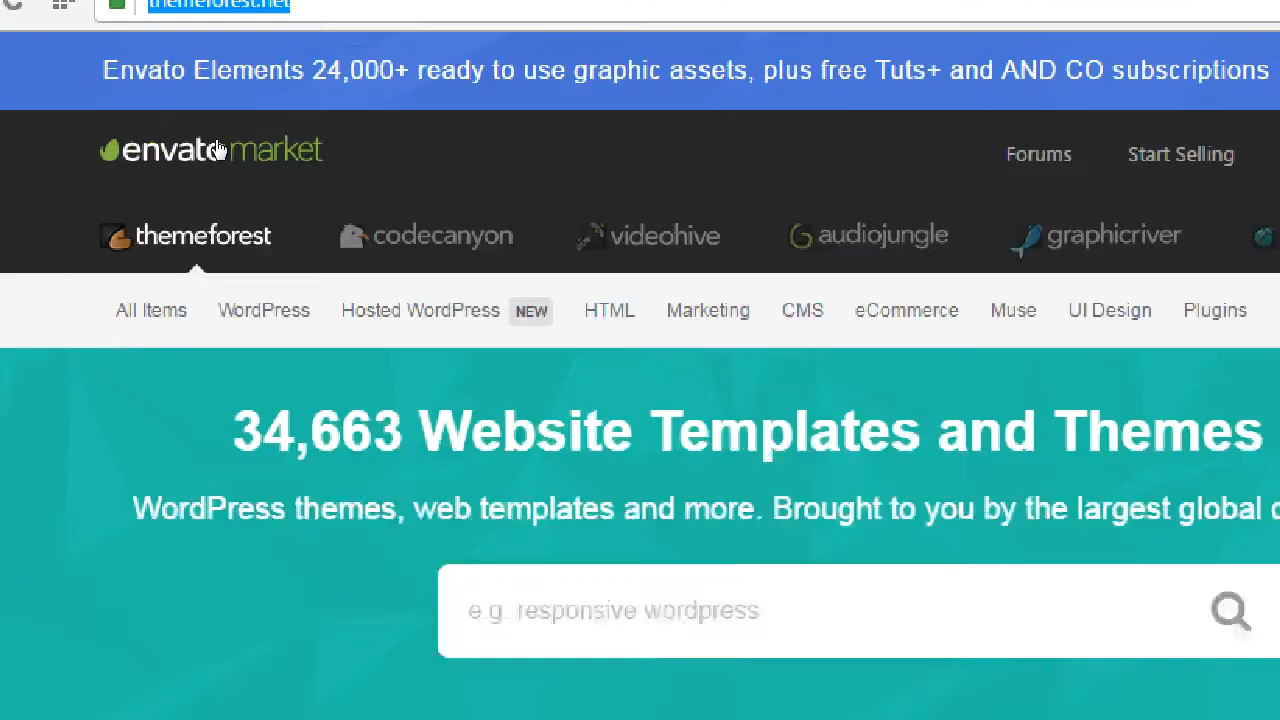 themeforest.net
Envato Elements 24,000+ ready to use graphic assets, plus free Tuts+ and AND CO subscriptions
envato market
Forums Start Selling
themeforest codecanyon videohive audiojungle graphicriver
All Items WordPress Hosted WordPress NEW HTML Marketing CMS eCommerce Muse UI Design Plugins
34,663 Website Templates and Themes
WordPress themes, web templates and more. Brought to you by the largest global
e.g. responsive wordpress